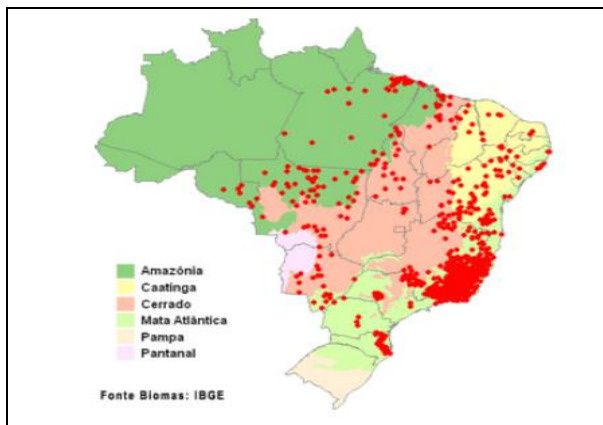 Amazônia
Caatinga
Cerrado
Mata Atlântica
Pampa
Pantanal
Fonte Biomas: IBGE